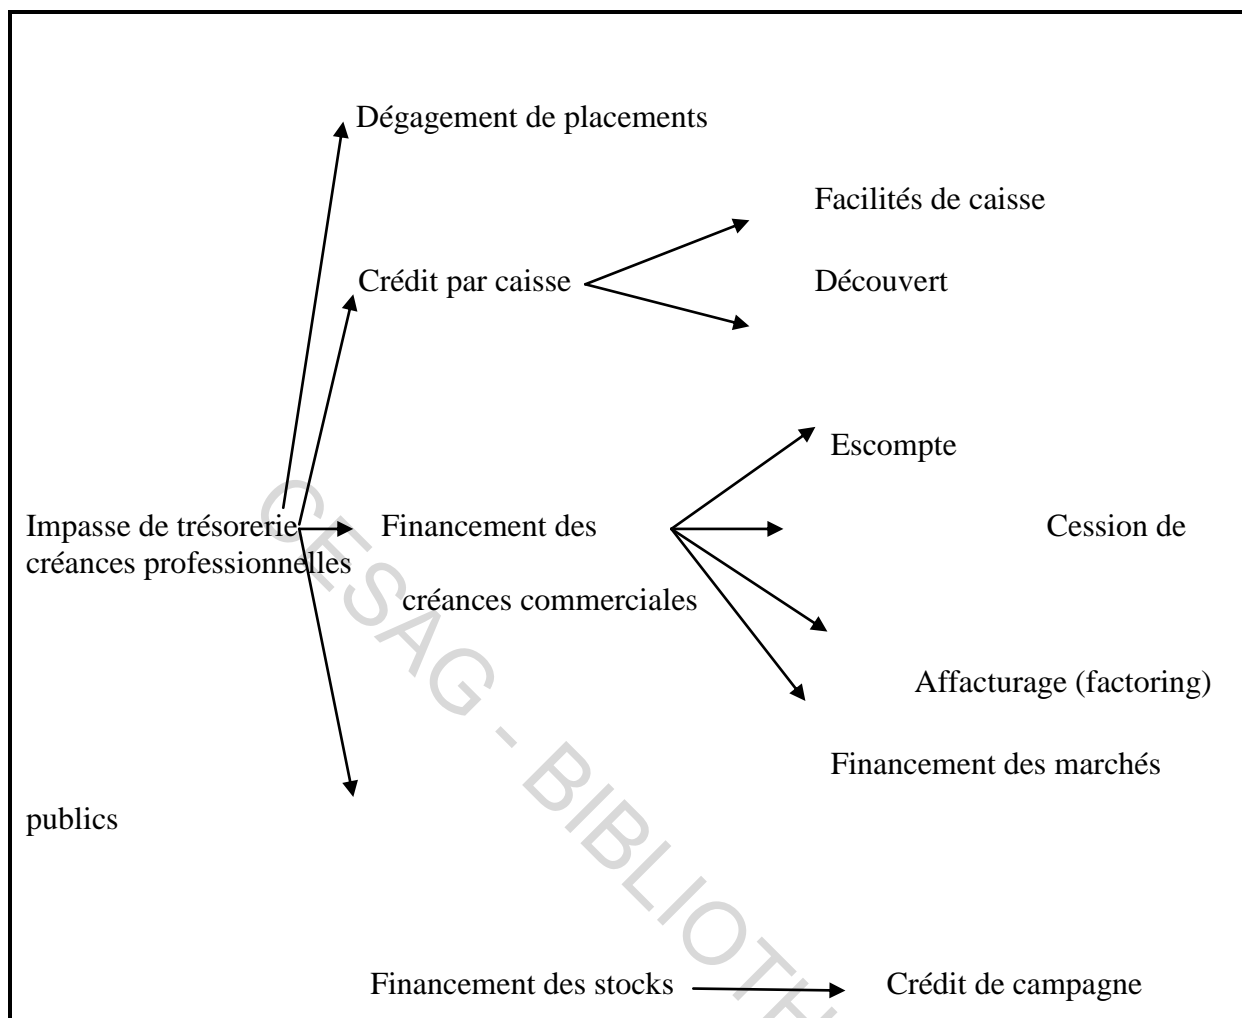 Dégagement de placements
Facilités de caisse
Crédit par caisse Découvert
Escompte
Impasse de trésorerie Financement des Cession de
créances professionnelles
créances commerciales
Affacturage (factoring)
Financement des marchés
publics
Financement des stocks Crédit de campagne
CESAG - BIBLIOTH